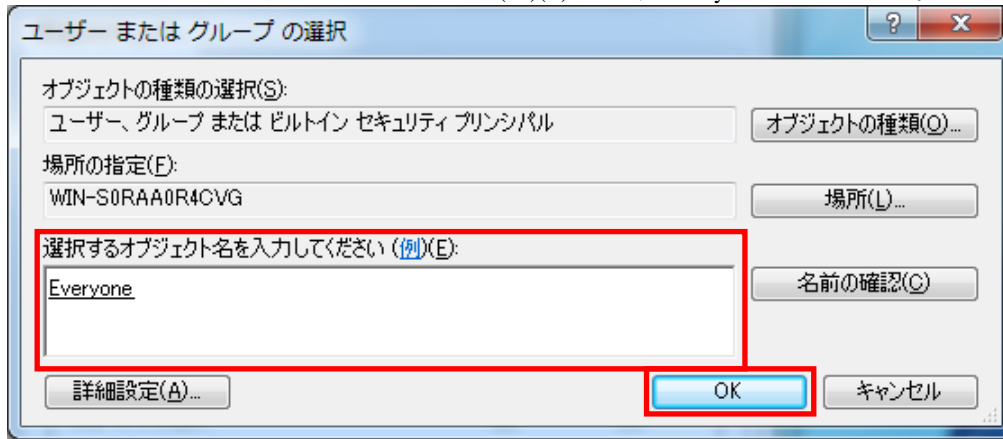 ユーザー または グループ の選択
オブジェクトの種類の選択(S):
ユーザー、グループ または ビルトイン セキュリティ プリンシパル
オブジェクトの種類(O)...
場所の指定(F):
WIN-S0RAA0R4CVG
場所(L)...
選択するオブジェクト名を入力してください (例)(E):
Everyone
名前の確認(C)
詳細設定(A)...
OK
キャンセル